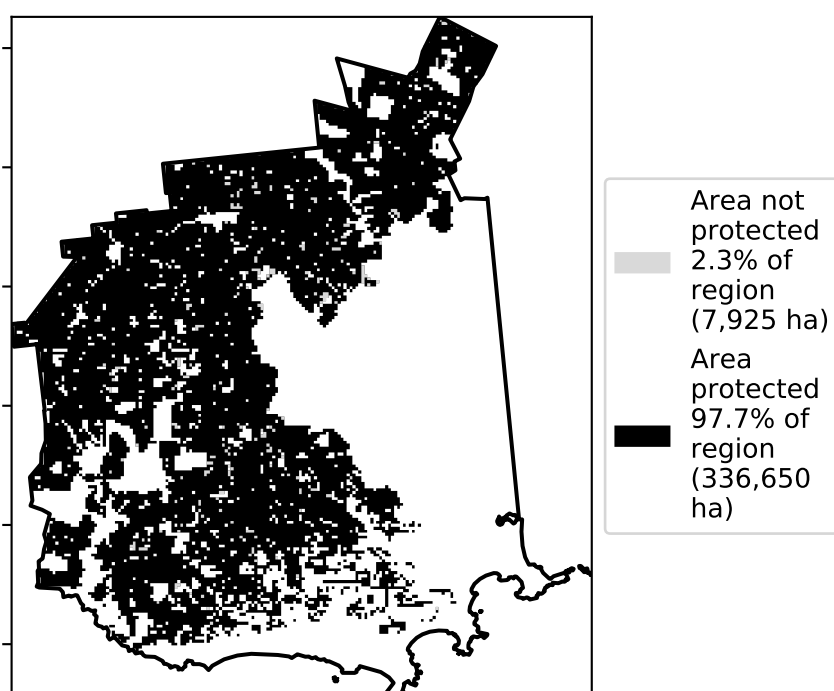 Area not
protected
2.3% of
region
(7,925 ha)
Area
protected
97.7% of
region
(336,650
ha)